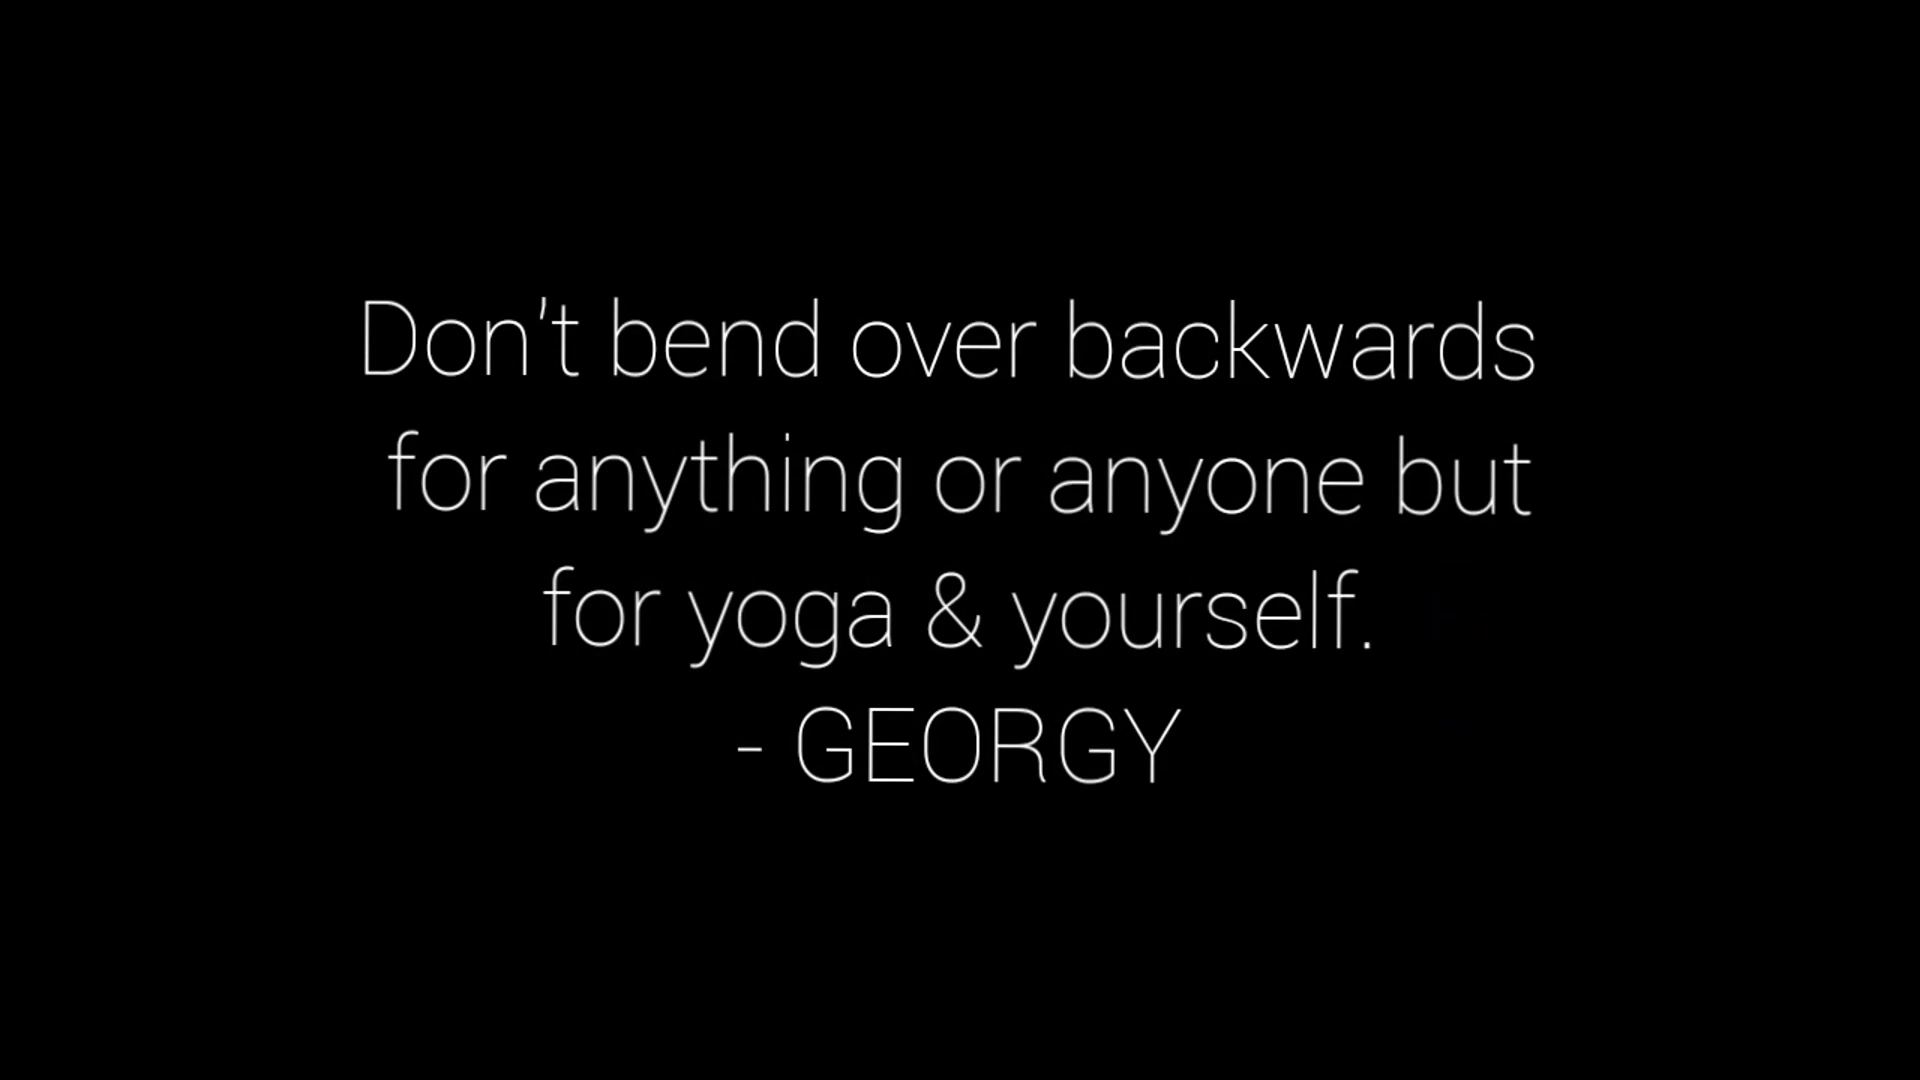 Don't bend over backwards
for anything or anyone but
for yoga & yourself.
- GEORGY